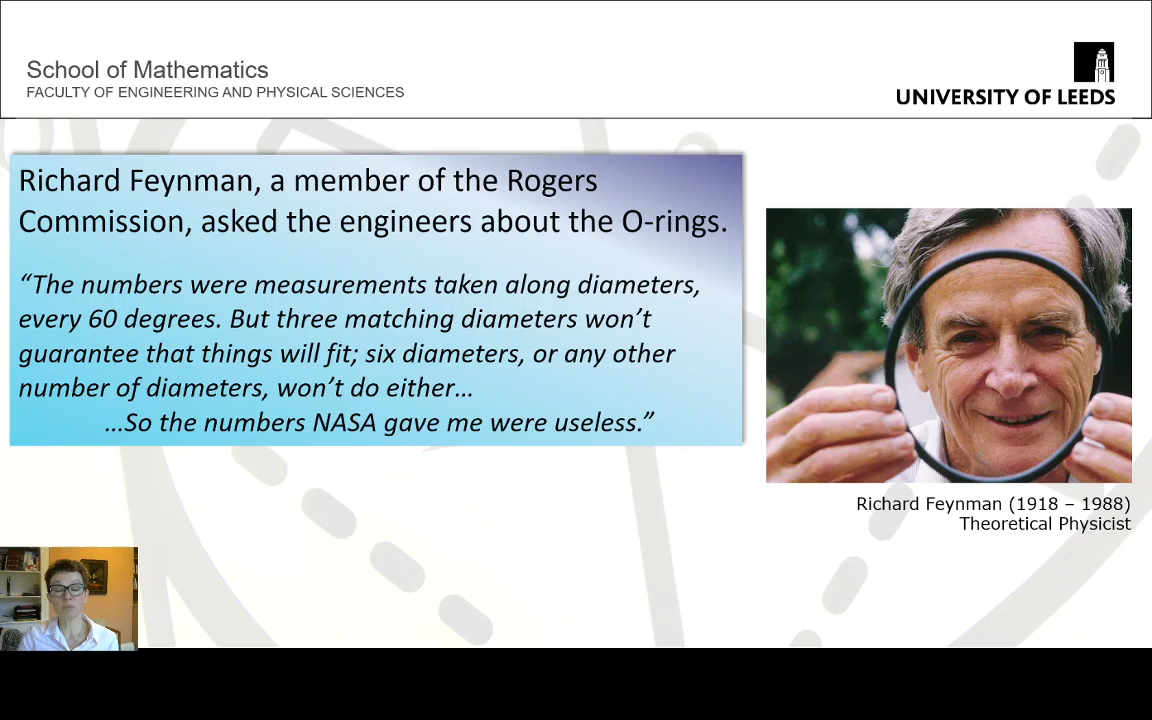 School of Mathematics
FACULTY OF ENGINEERING AND PHYSICAL SCIENCES
UNIVERSITY OF LEEDS
Richard Feynman, a member of the Rogers
Commission, asked the engineers about the O-rings.
“The numbers were measurements taken along diameters,
every 60 degrees. But three matching diameters won’t
guarantee that things will fit; six diameters, or any other
number of diameters, won’t do either…
…So the numbers NASA gave me were useless.”
Richard Feynman (1918 – 1988)
Theoretical Physicist